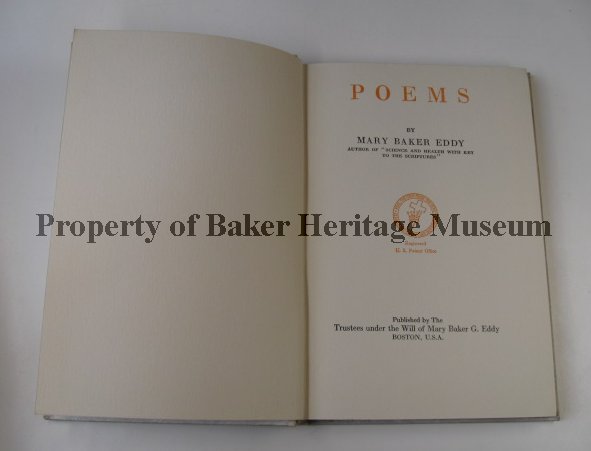 POEMS
BY
MARY BAKER EDDY
AUTHOR OF "SCIENCE AND HEALTH WITH KEY
TO THE SCRIPTURES"
Property of Baker Heritage Museum
Registered
U. S. Patent Office
Published by The
Trustees under the Will of Mary Baker G. Eddy
BOSTON, U.S.A.